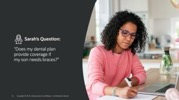 Sarah's Question:
"Does my dental plan
provide coverage if
my son needs braces?"